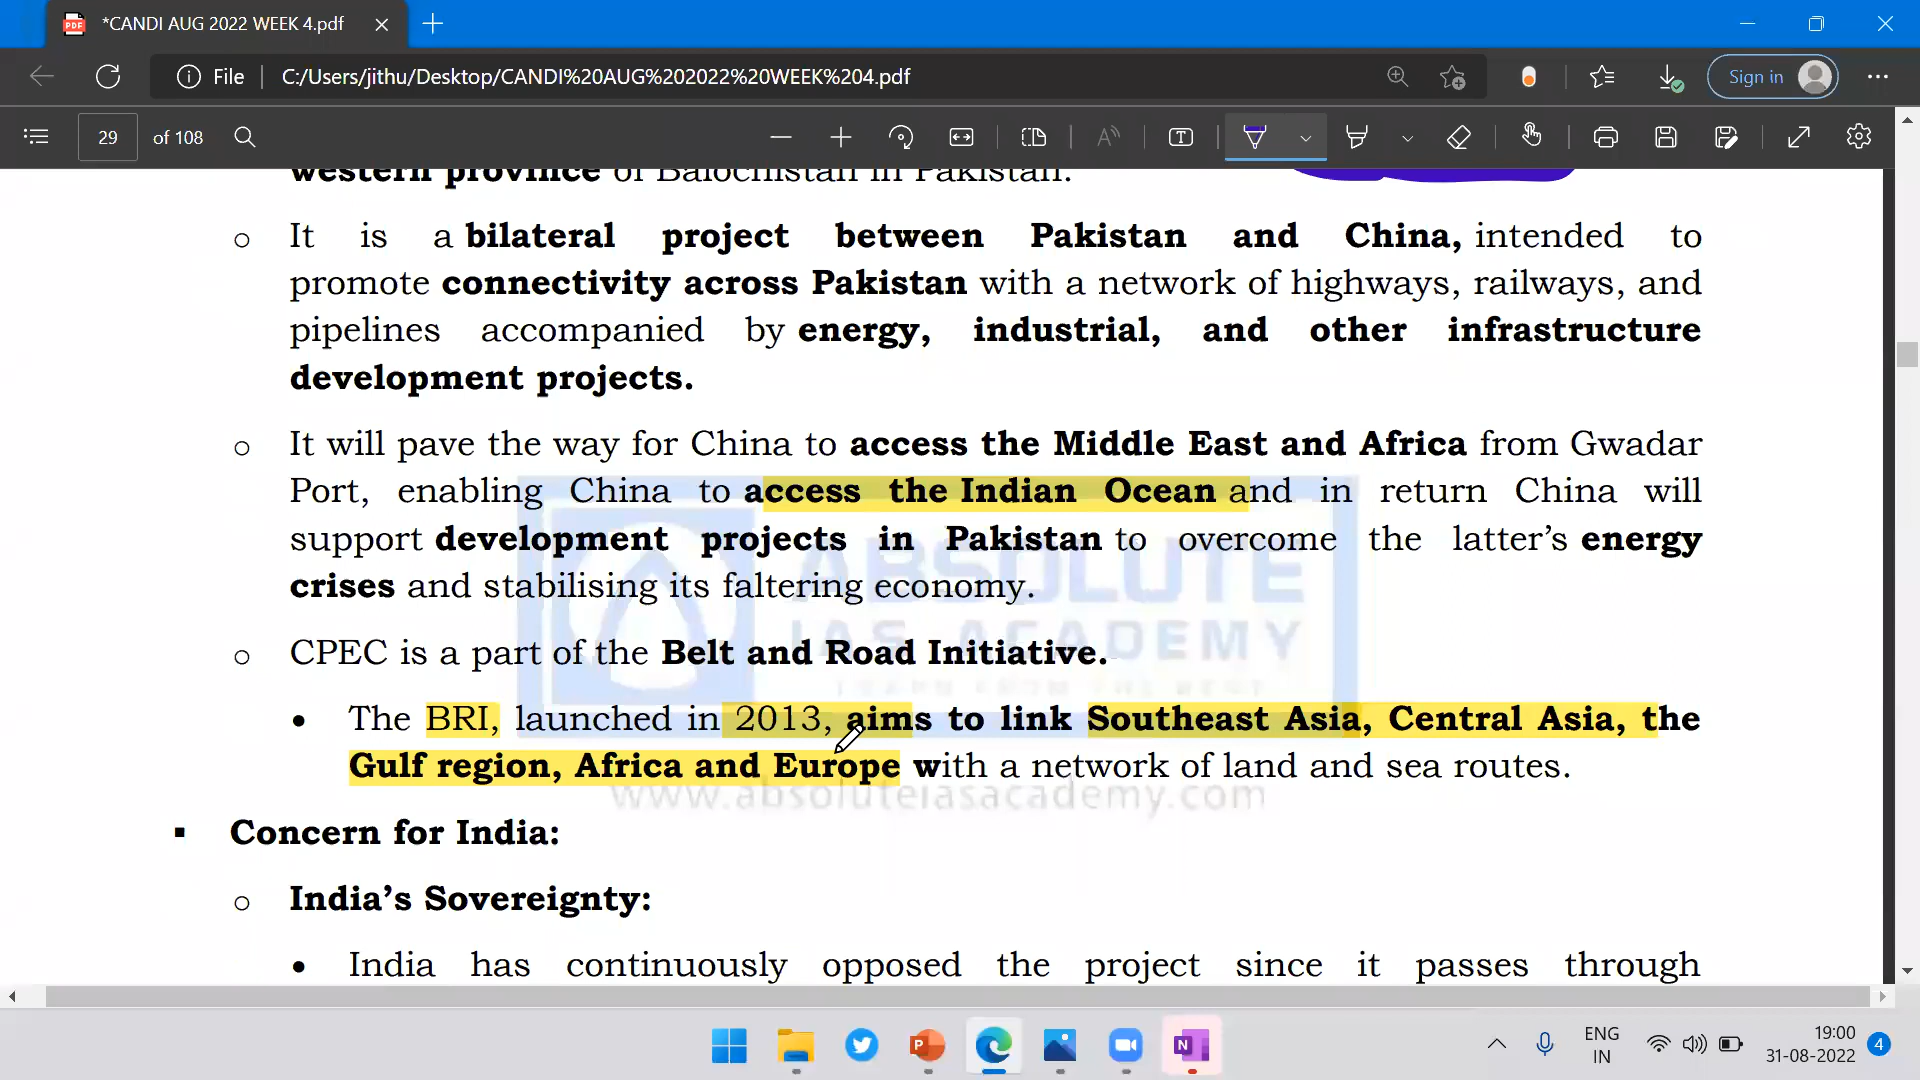 *CANDI AUG 2022 WEEK 4.pdf
File
C:/Users/jithu/Desktop/CANDI%20AUG%202022%20WEEK%204.pdf
Sign in
29 of 108
western province of Balochistan in Pakistan.
o It is a bilateral project between Pakistan and China, intended to
promote connectivity across Pakistan with a network of highways, railways, and
pipelines accompanied by energy, industrial, and other infrastructure
development projects.
o It will pave the way for China to access the Middle East and Africa from Gwadar
Port, enabling China to access the Indian Ocean and in return China will
support development projects in Pakistan to overcome the latter’s energy
crises and stabilising its faltering economy.
o CPEC is a part of the Belt and Road Initiative.
• The BRI, launched in 2013, aims to link Southeast Asia, Central Asia, the
Gulf region, Africa and Europe with a network of land and sea routes.
ABSOLUTE
IAS ACADEMY
LEARN FROM THE BEST
www.absoluteiasacademy.com
▪ Concern for India:
o India’s Sovereignty:
• India has continuously opposed the project since it passes through
ENG
IN
19:00
31-08-2022
4